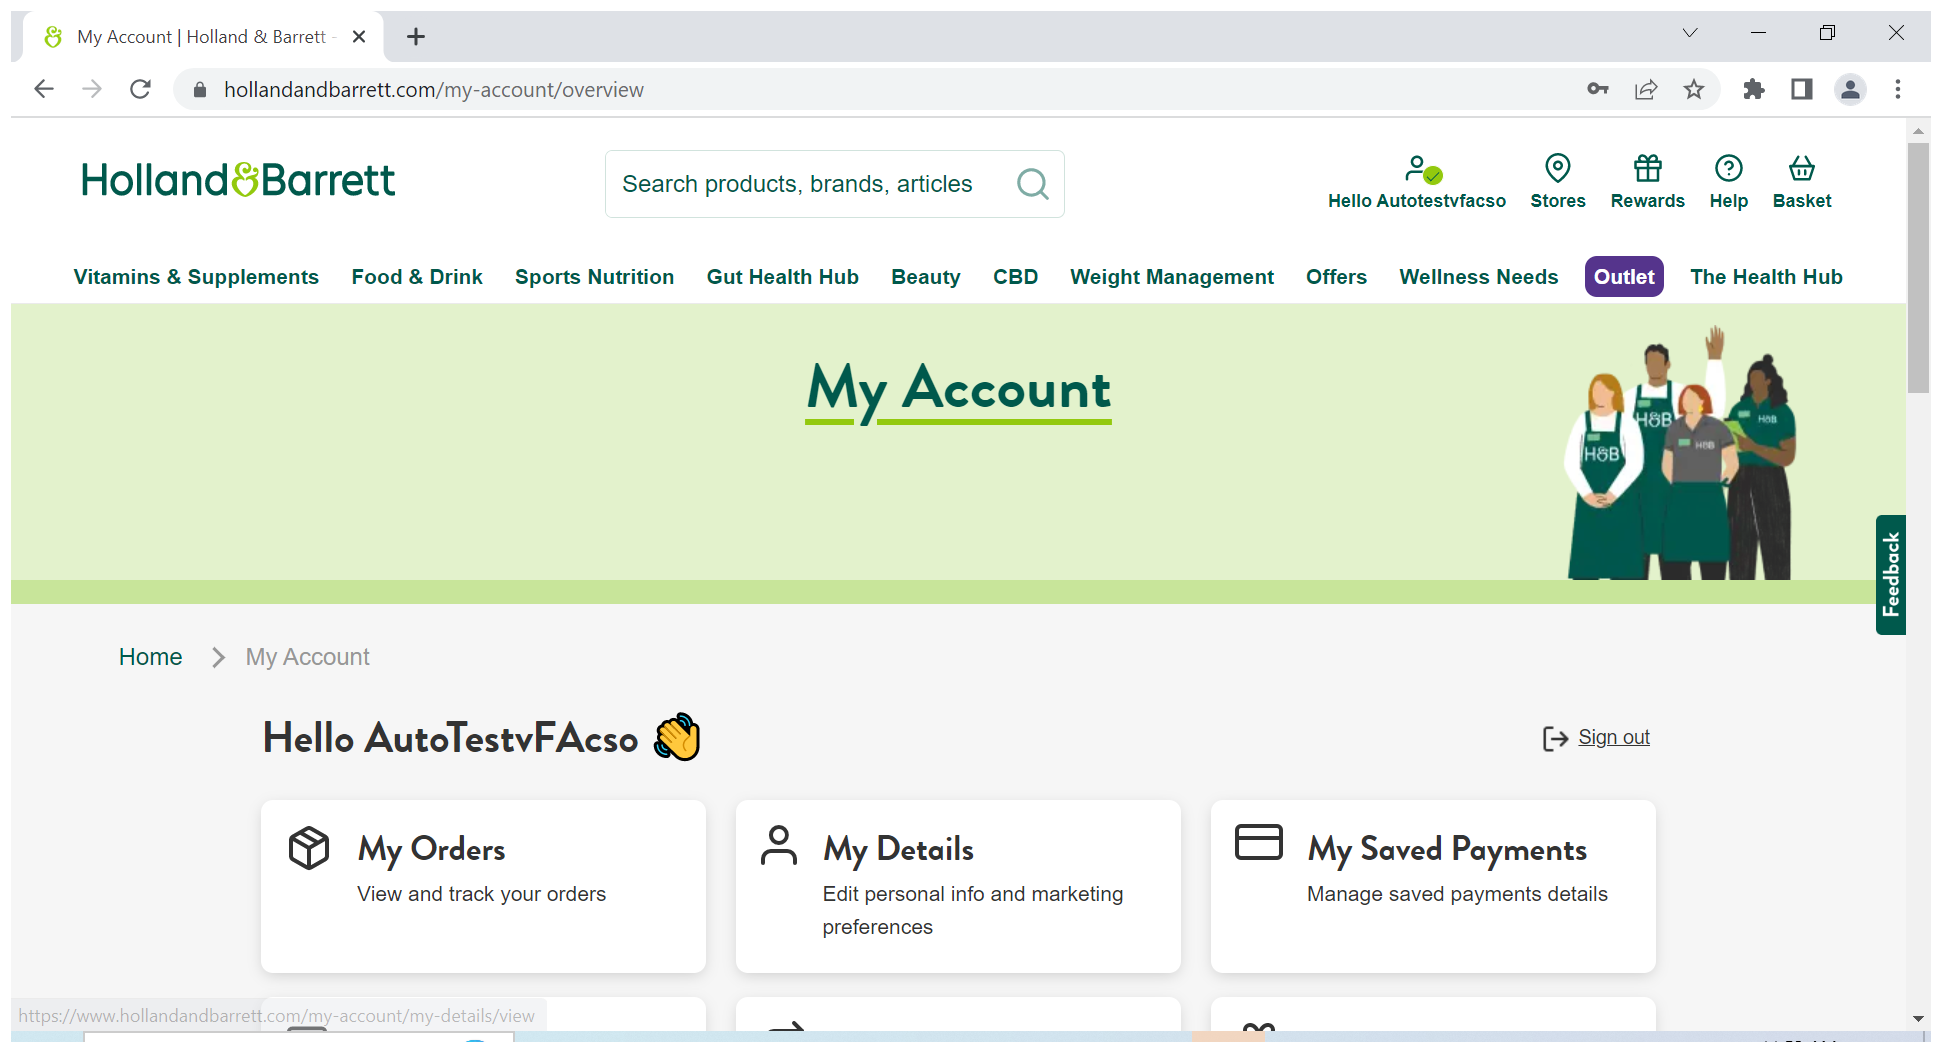 My Account | Holland & Barrett -
hollandandbarrett.com/my-account/overview
Holland&Barrett
Search products, brands, articles
Hello Autotestvfacso
Stores
Rewards
Help
Basket
Vitamins & Supplements
Food & Drink
Sports Nutrition
Gut Health Hub
Beauty
CBD
Weight Management
Offers
Wellness Needs
Outlet
The Health Hub
My Account
H&B
H&B
H&B
H&B
Feedback
Home
My Account
Hello AutoTestvFAcso
Sign out
My Orders
View and track your orders
My Details
Edit personal info and marketing
preferences
My Saved Payments
Manage saved payments details
https://www.hollandandbarrett.com/my-account/my-details/view